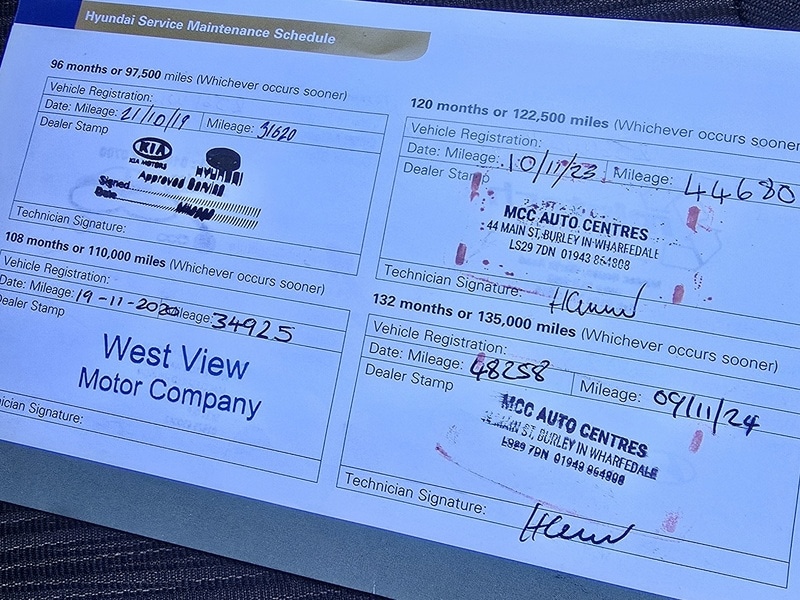 Hyundai Service Maintenance Schedule
96 months or 97,500 miles (Whichever occurs sooner)
Vehicle Registration:
Date: Mileage: 21/10/19 Mileage: 31620
Dealer Stamp
KIA
KIA MOTORS
HYUNDAI
Approved Service
Signed
Date Mileage
Technician Signature:
108 months or 110,000 miles (Whichever occurs sooner)
Vehicle Registration:
Date: Mileage: 19-11-2020 Mileage: 34925
Dealer Stamp
West View
Motor Company
nician Signature:
120 months or 122,500 miles (Whichever occurs sooner
Vehicle Registration:
Date: Mileage: 10/11/23 Mileage: 44680
Dealer Stamp
MCC AUTO CENTRES
44 MAIN ST, BURLEY IN WHARFEDALE
LS29 7DN 01943 864808
Technician Signature:
132 months or 135,000 miles (Whichever occurs sooner)
Vehicle Registration:
Date: Mileage: 48258 Mileage: 09/11/24
Dealer Stamp
MCC AUTO CENTRES
MAIN ST, BURLEY IN WHARFEDALE
LS29 7DN 01943 864808
Technician Signature: